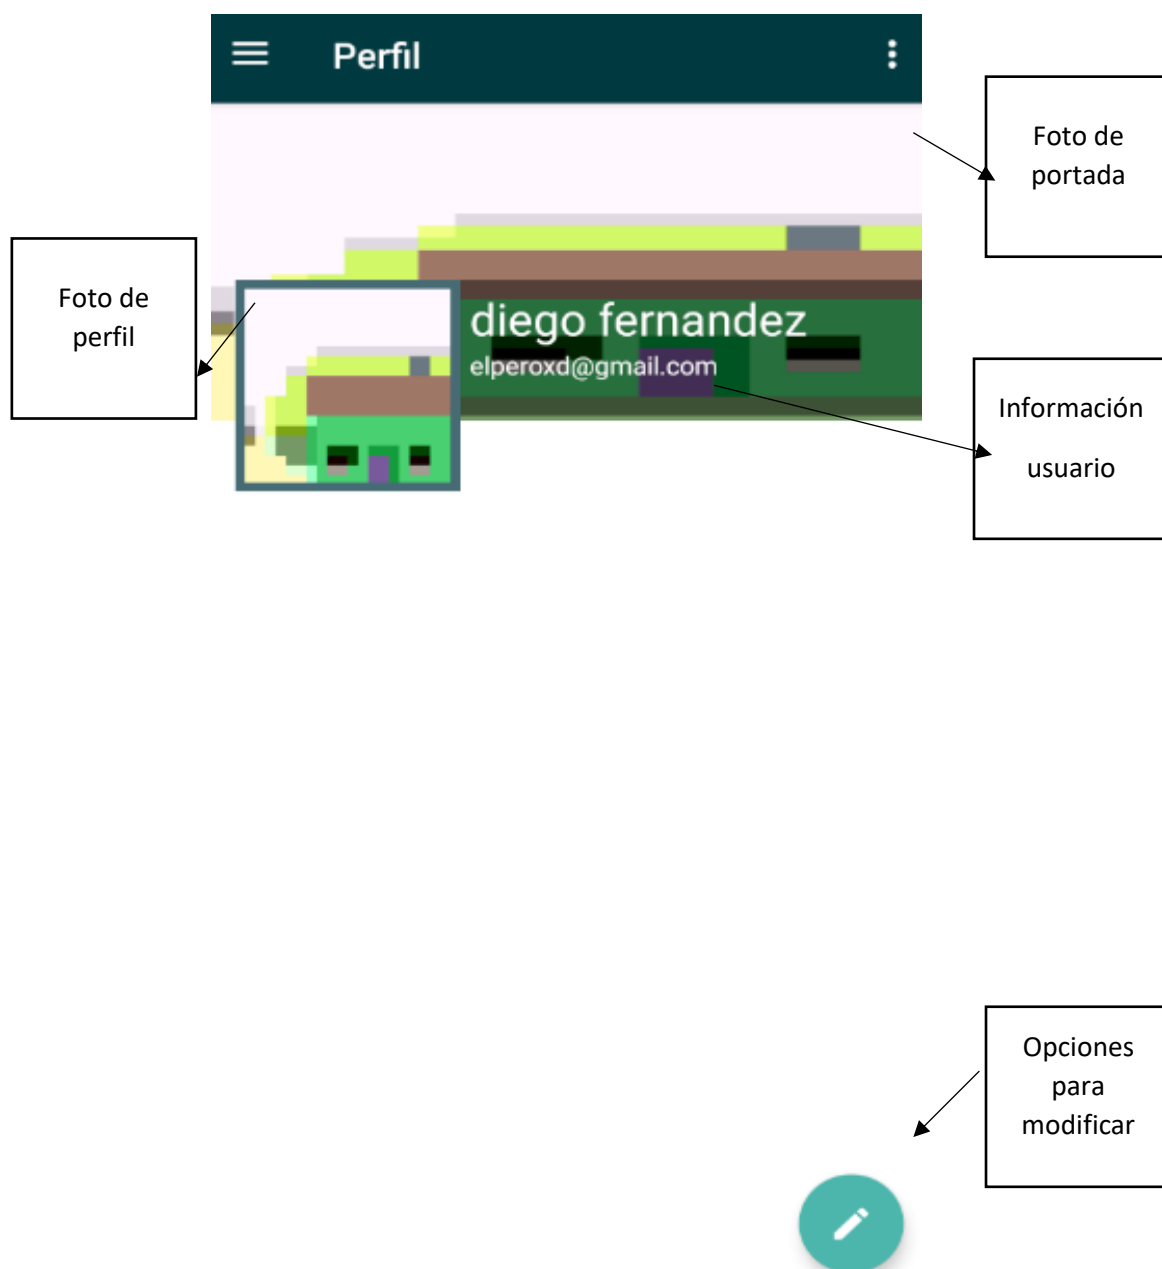 Perfil
Foto de
portada
Foto de
perfil
diego fernandez
elperoxd@gmail.com
Información
usuario
Opciones
para
modificar